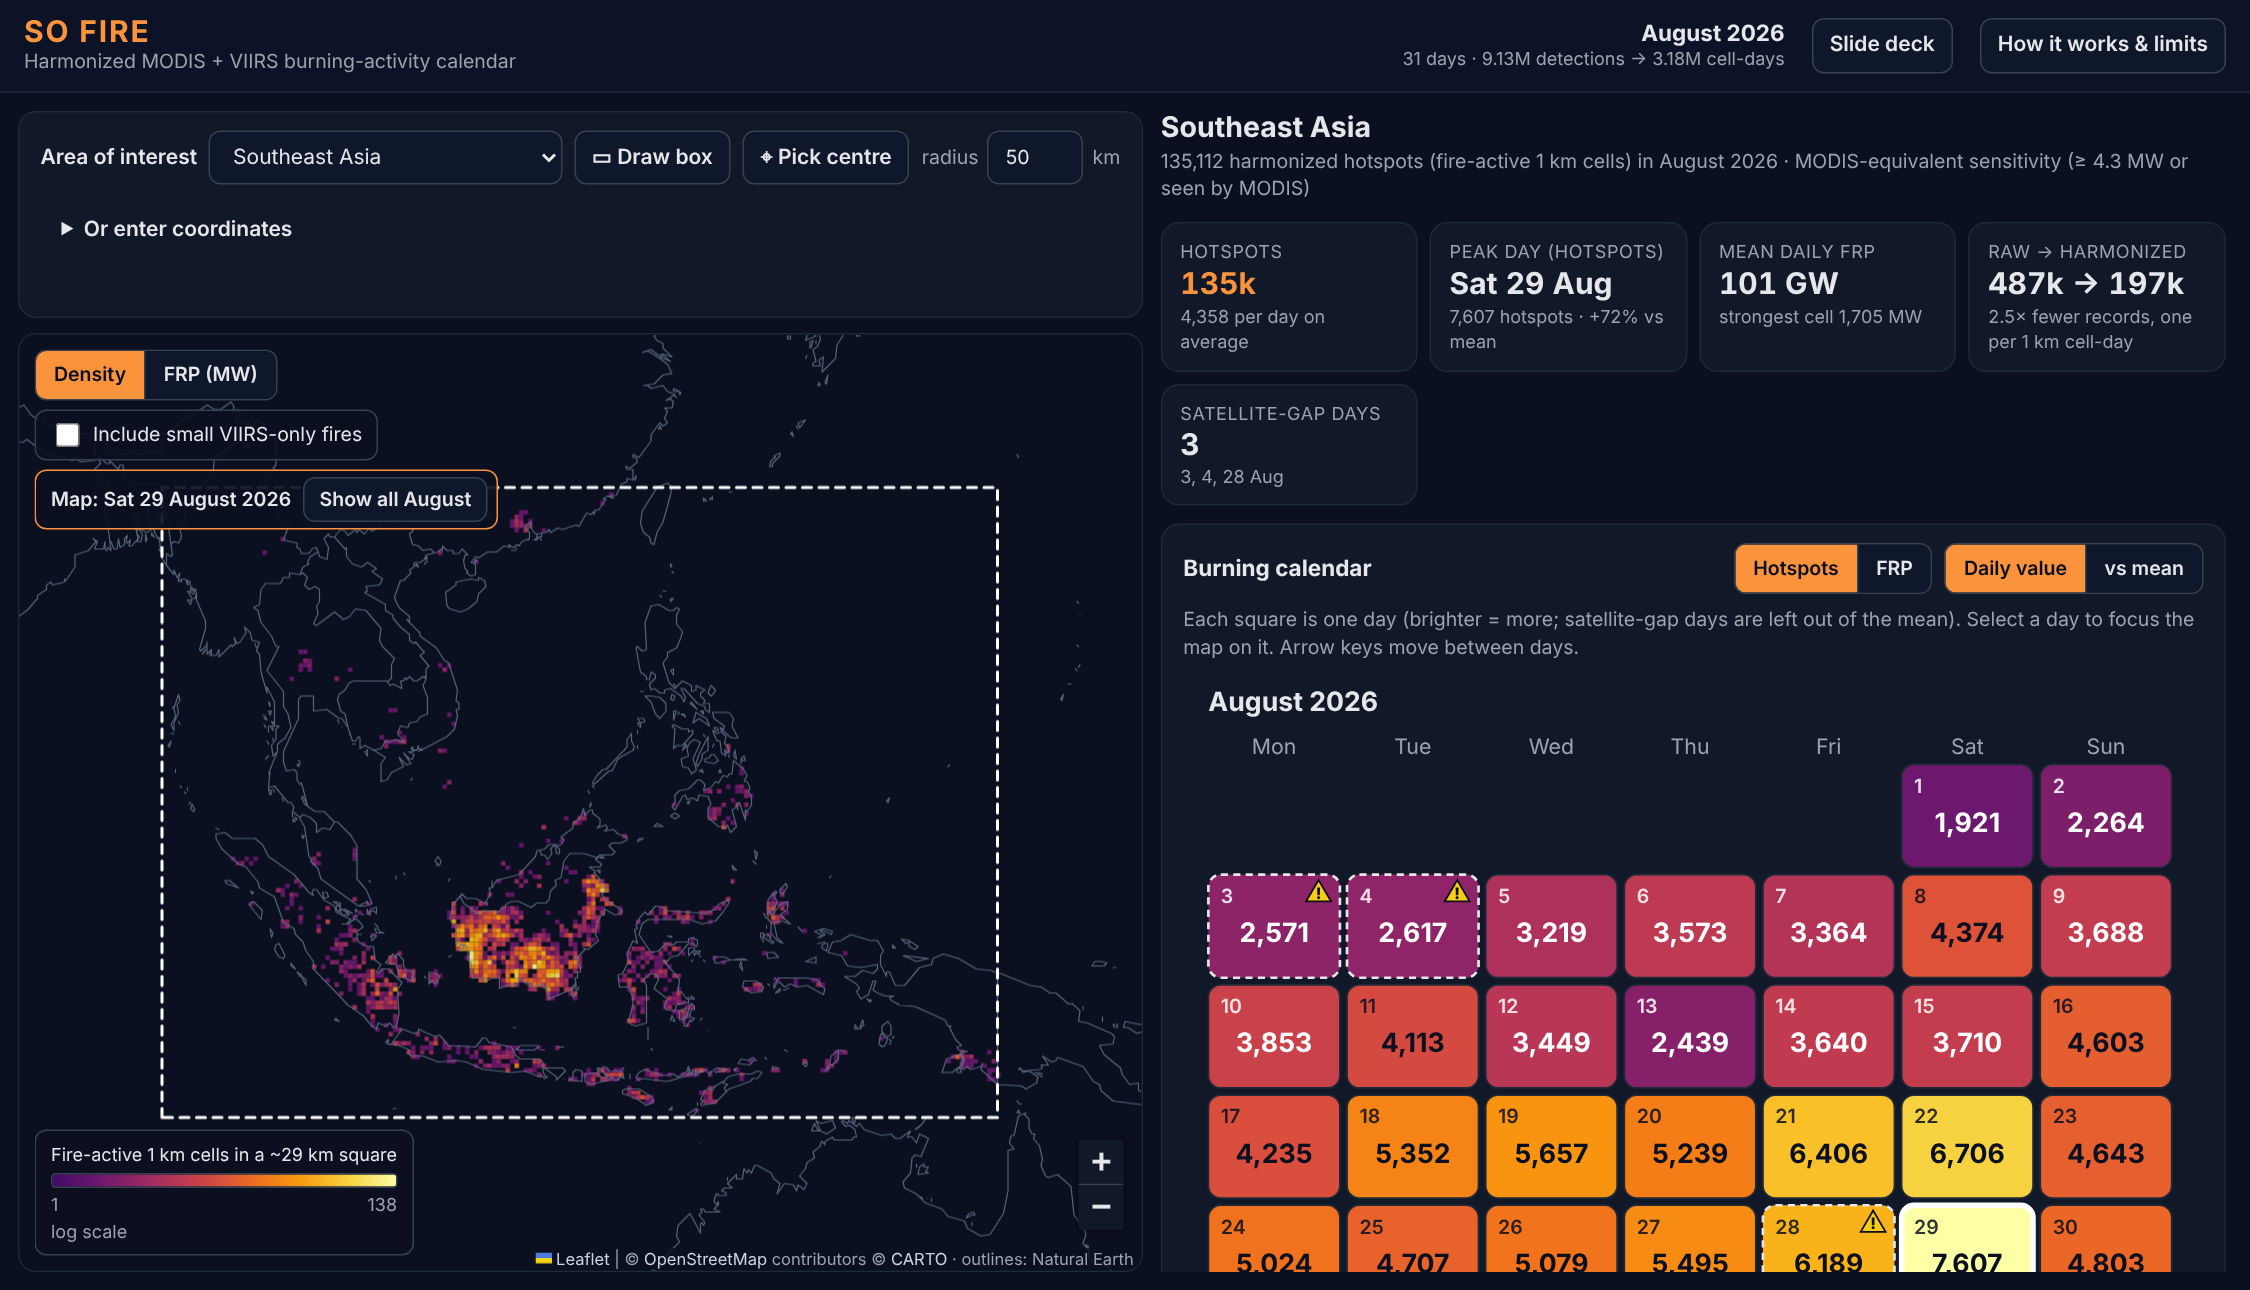 SO FIRE
Harmonized MODIS + VIIRS burning-activity calendar
August 2026
31 days · 9.13M detections → 3.18M cell-days
Slide deck
How it works & limits
Area of interest
Southeast Asia
▭ Draw box
⌖ Pick centre
radius
50
km
▶ Or enter coordinates
Density
FRP (MW)
Include small VIIRS-only fires
Map: Sat 29 August 2026
Show all August
Fire-active 1 km cells in a ~29 km square
1
138
log scale
+
−
Leaflet | © OpenStreetMap contributors © CARTO · outlines: Natural Earth
Southeast Asia
135,112 harmonized hotspots (fire-active 1 km cells) in August 2026 · MODIS-equivalent sensitivity (≥ 4.3 MW or
seen by MODIS)
HOTSPOTS
135k
4,358 per day on
average
PEAK DAY (HOTSPOTS)
Sat 29 Aug
7,607 hotspots · +72% vs
mean
MEAN DAILY FRP
101 GW
strongest cell 1,705 MW
RAW → HARMONIZED
487k → 197k
2.5× fewer records, one
per 1 km cell-day
SATELLITE-GAP DAYS
3
3, 4, 28 Aug
Burning calendar
Hotspots
FRP
Daily value
vs mean
Each square is one day (brighter = more; satellite-gap days are left out of the mean). Select a day to focus the
map on it. Arrow keys move between days.
August 2026
Mon Tue Wed Thu Fri Sat Sun
1 2
1,921 2,264
3 4 5 6 7 8 9
2,571 2,617 3,219 3,573 3,364 4,374 3,688
10 11 12 13 14 15 16
3,853 4,113 3,449 2,439 3,640 3,710 4,603
17 18 19 20 21 22 23
4,235 5,352 5,657 5,239 6,406 6,706 4,643
24 25 26 27 28 29 30
5,024 4,707 5,079 5,495 6,189 7,607 4,803